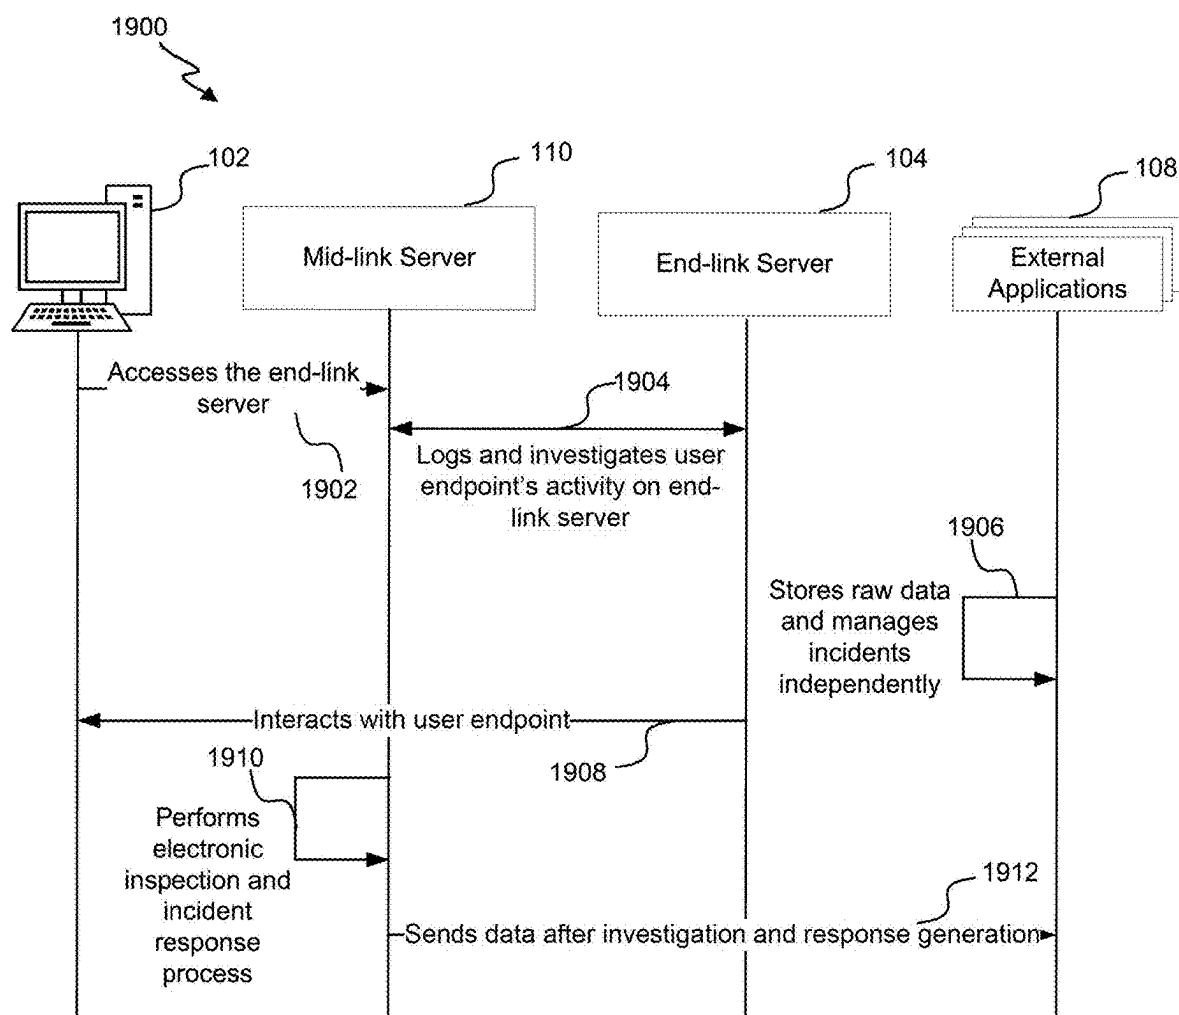 1900
102
110
104
108
Mid-link Server
End-link Server
External
Applications
Accesses the end-link
server
1902
1904
Logs and investigates user
endpoint's activity on end-
link server
1906
Stores raw data
and manages
incidents
independently
Interacts with user endpoint
1908
1910
Performs
electronic
inspection and
incident
response
process
1912
Sends data after investigation and response generation